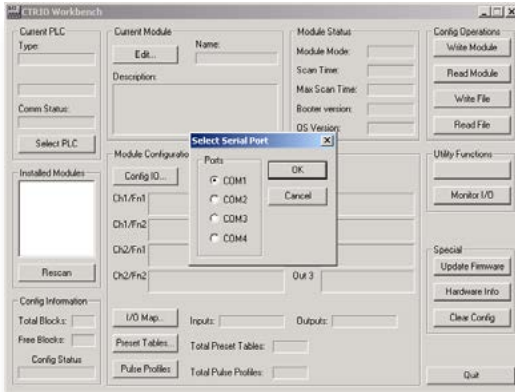 CTRIO Workbench
Current PLC
Type:
Comm Status:
Select PLC
Installed Modules
Rescan
Config Information
Total Blocks:
Free Blocks:
Config Status
Current Module
Edit...
Name:
Description:
Module Configuratio
Config IO...
Ch1/Fn1
Ch1/Fn2
Ch2/Fn1
Ch2/Fn2
Out 3
I/O Map...
Inputs:
Outputs:
Preset Tables...
Total Preset Tables:
Pulse Profiles
Total Pulse Profiles:
Module Status
Module Mode:
Scan Time:
Max Scan Time:
Booter version:
OS Version:
Select Serial Port
Ports
COM1
COM2
COM3
COM4
OK
Cancel
Config Operations
Write Module
Read Module
Write File
Read File
Utility Functions
Monitor I/O
Special
Update Firmware
Hardware Info
Clear Config
Quit